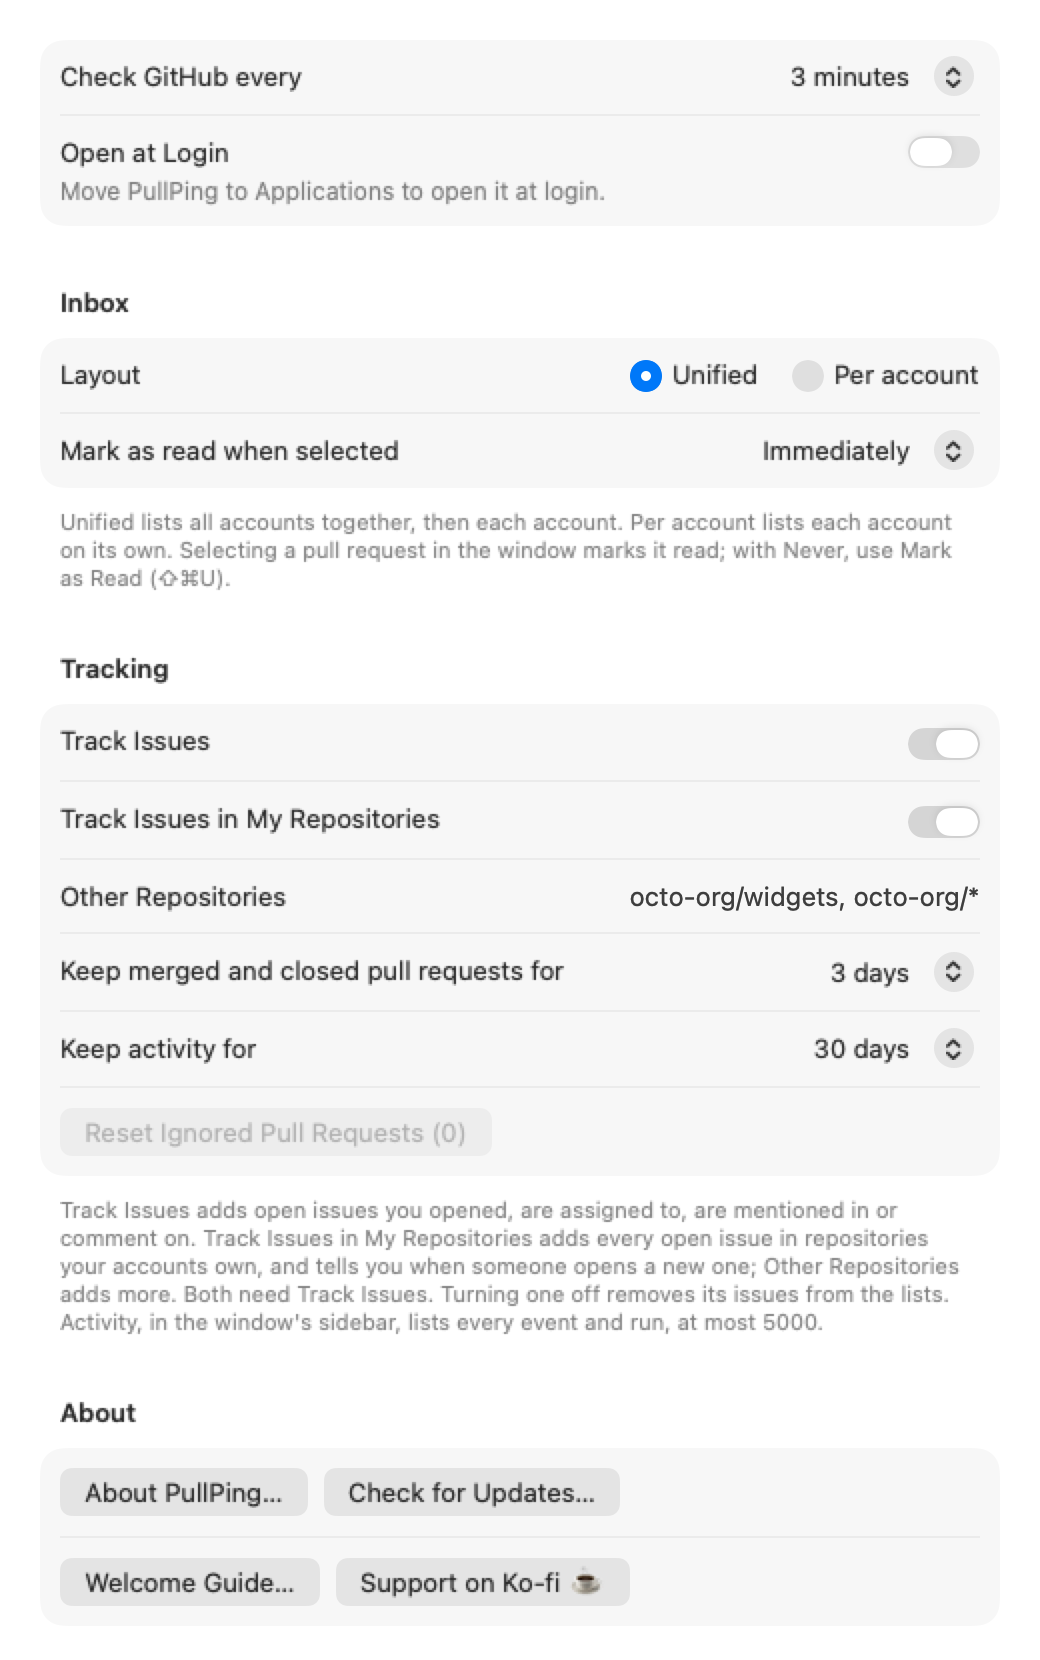 Check GitHub every
3 minutes
Open at Login
Move PullPing to Applications to open it at login.
Inbox
Layout
Unified
Per account
Mark as read when selected
Immediately
Unified lists all accounts together, then each account. Per account lists each account
on its own. Selecting a pull request in the window marks it read; with Never, use Mark
as Read (⇧⌘U).
Tracking
Track Issues
Track Issues in My Repositories
Other Repositories
octo-org/widgets, octo-org/*
Keep merged and closed pull requests for
3 days
Keep activity for
30 days
Reset Ignored Pull Requests (0)
Track Issues adds open issues you opened, are assigned to, are mentioned in or
comment on. Track Issues in My Repositories adds every open issue in repositories
your accounts own, and tells you when someone opens a new one; Other Repositories
adds more. Both need Track Issues. Turning one off removes its issues from the lists.
Activity, in the window's sidebar, lists every event and run, at most 5000.
About
About PullPing...
Check for Updates...
Welcome Guide...
Support on Ko-fi ☕